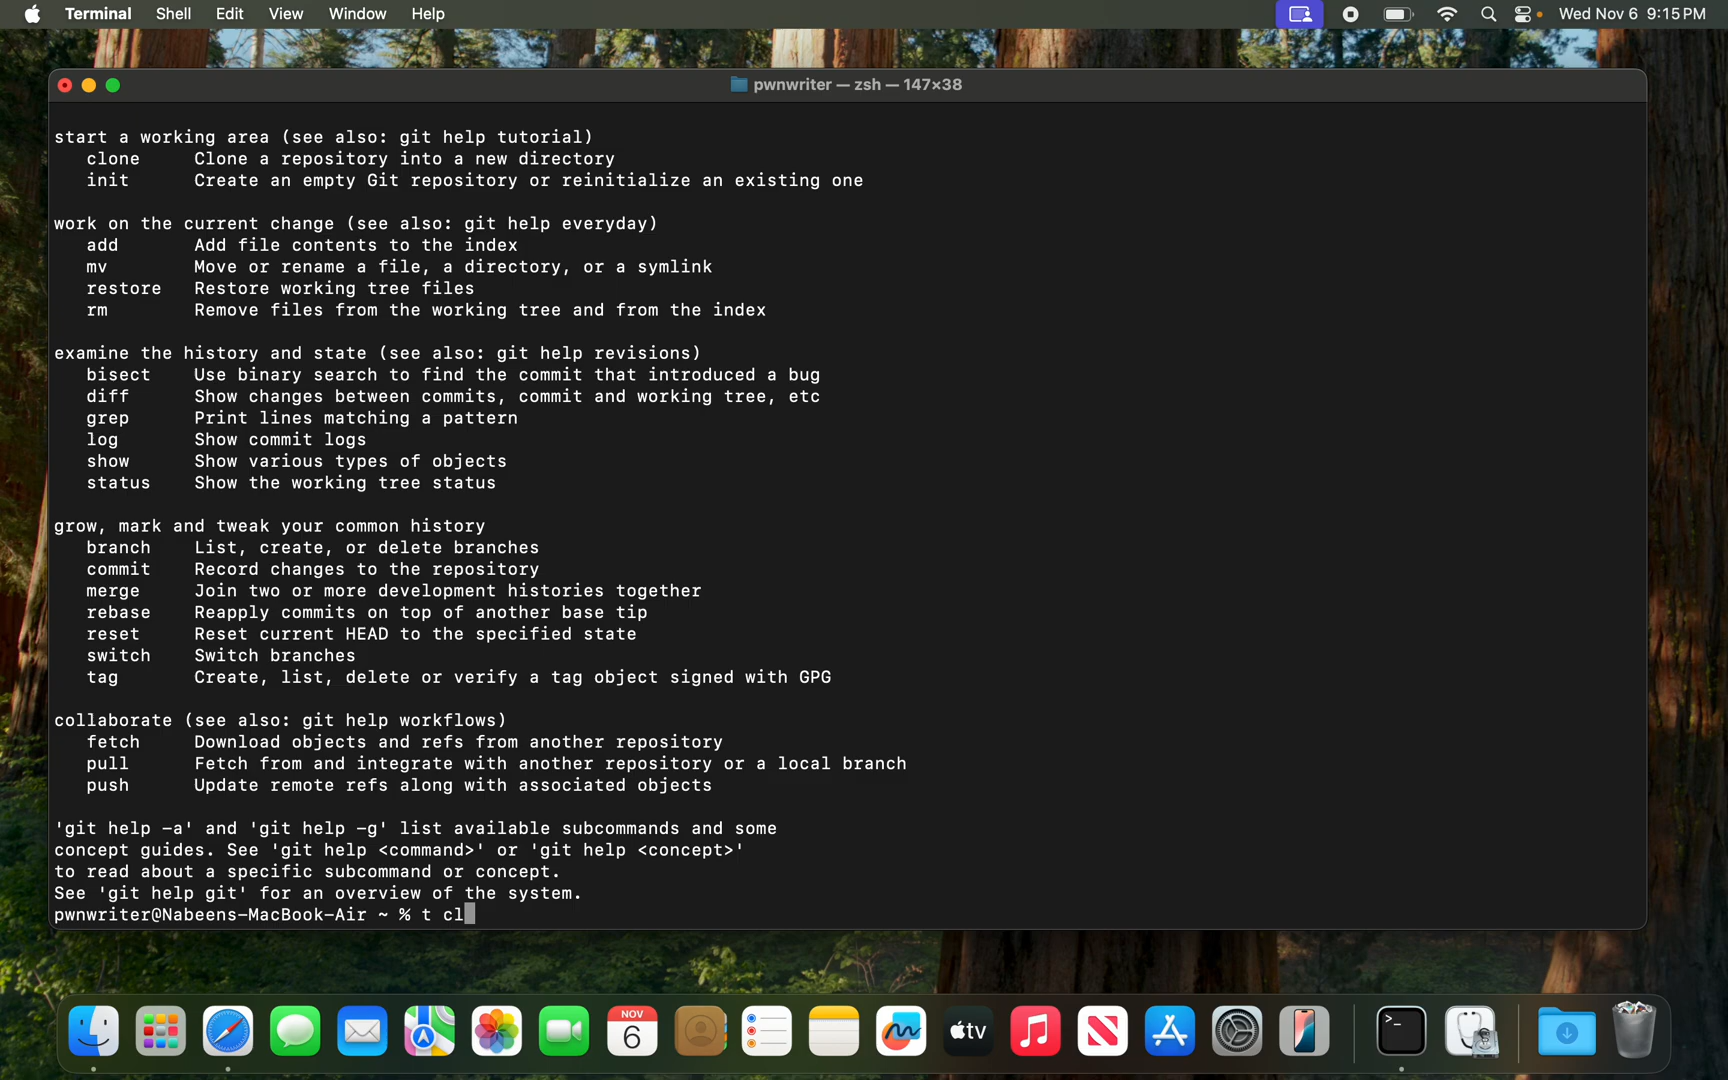 Terminal Shell Edit View Window Help Wed Nov 6 9:15 PM
pwnwriter — zsh — 147×38
start a working area (see also: git help tutorial)
clone Clone a repository into a new directory
init Create an empty Git repository or reinitialize an existing one
work on the current change (see also: git help everyday)
add Add file contents to the index
mv Move or rename a file, a directory, or a symlink
restore Restore working tree files
rm Remove files from the working tree and from the index
examine the history and state (see also: git help revisions)
bisect Use binary search to find the commit that introduced a bug
diff Show changes between commits, commit and working tree, etc
grep Print lines matching a pattern
log Show commit logs
show Show various types of objects
status Show the working tree status
grow, mark and tweak your common history
branch List, create, or delete branches
commit Record changes to the repository
merge Join two or more development histories together
rebase Reapply commits on top of another base tip
reset Reset current HEAD to the specified state
switch Switch branches
tag Create, list, delete or verify a tag object signed with GPG
collaborate (see also: git help workflows)
fetch Download objects and refs from another repository
pull Fetch from and integrate with another repository or a local branch
push Update remote refs along with associated objects
'git help -a' and 'git help -g' list available subcommands and some
concept guides. See 'git help <command>' or 'git help <concept>'
to read about a specific subcommand or concept.
See 'git help git' for an overview of the system.
pwnwriter@Nabeens-MacBook-Air ~ % t cl
NOV
6
tv
>_